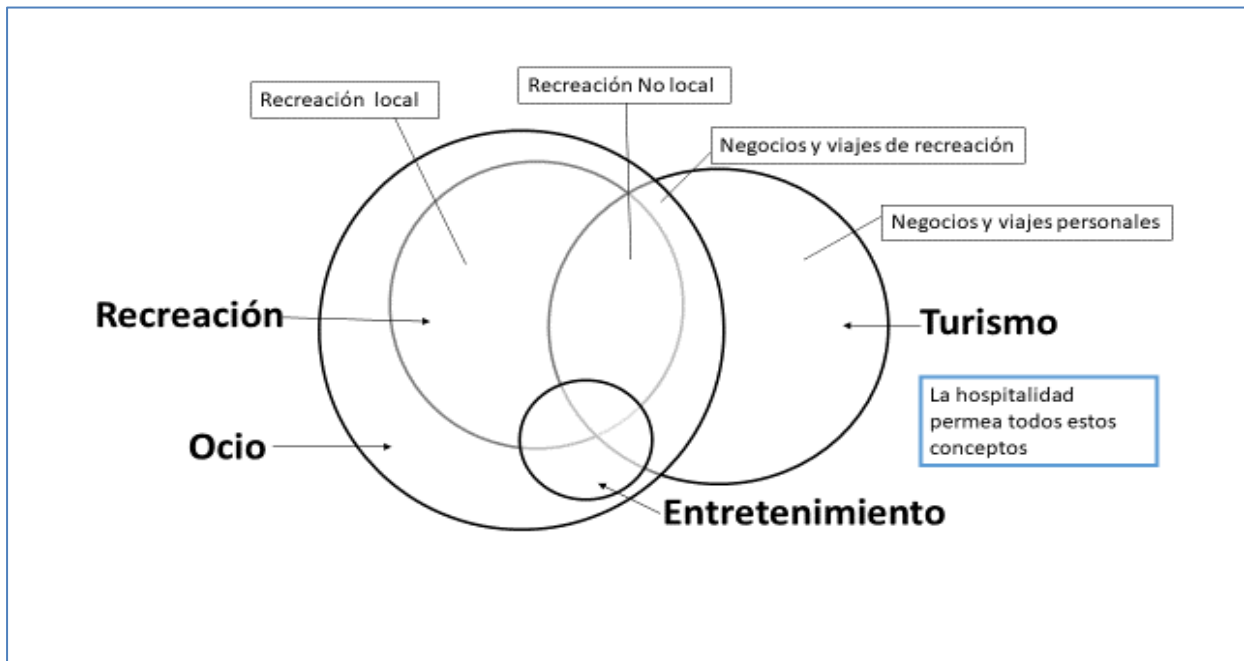 Recreación No local
Recreación local
Negocios y viajes de recreación
Negocios y viajes personales
Recreación
Turismo
La hospitalidad
permea todos estos
conceptos
Ocio
Entretenimiento